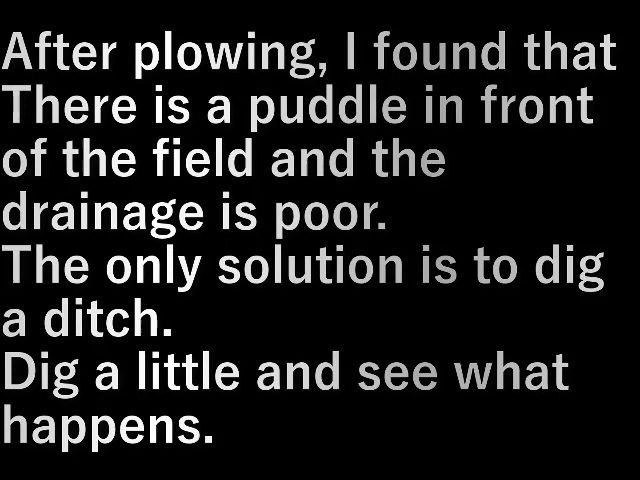 After plowing, I found that
There is a puddle in front
of the field and the
drainage is poor.
The only solution is to dig
a ditch.
Dig a little and see what
happens.